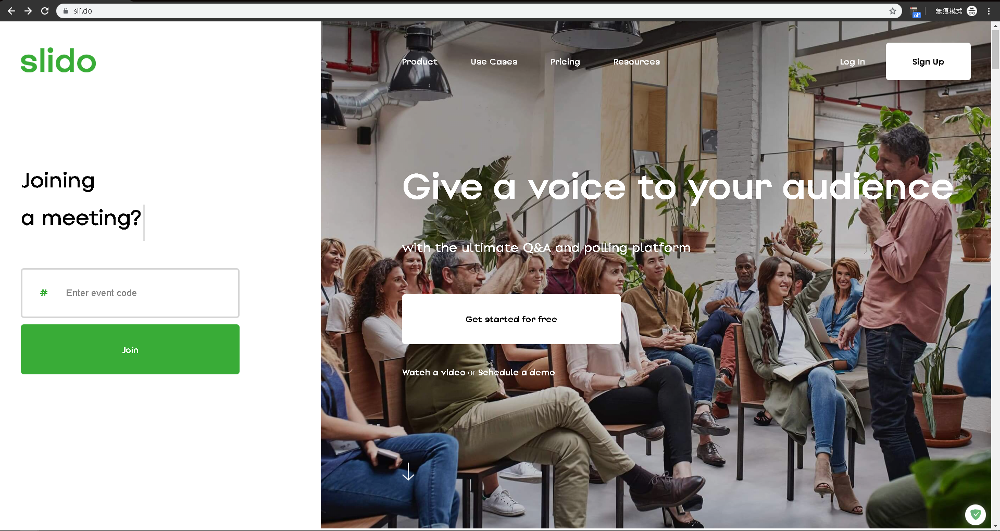 sli.do
off
無痕模式
slido
Product
Use Cases
Pricing
Resources
Log In
Sign Up
Joining
a meeting?
# Enter event code
Join
Give a voice to your audience
with the ultimate Q&A and polling platform
Get started for free
Watch a video or Schedule a demo